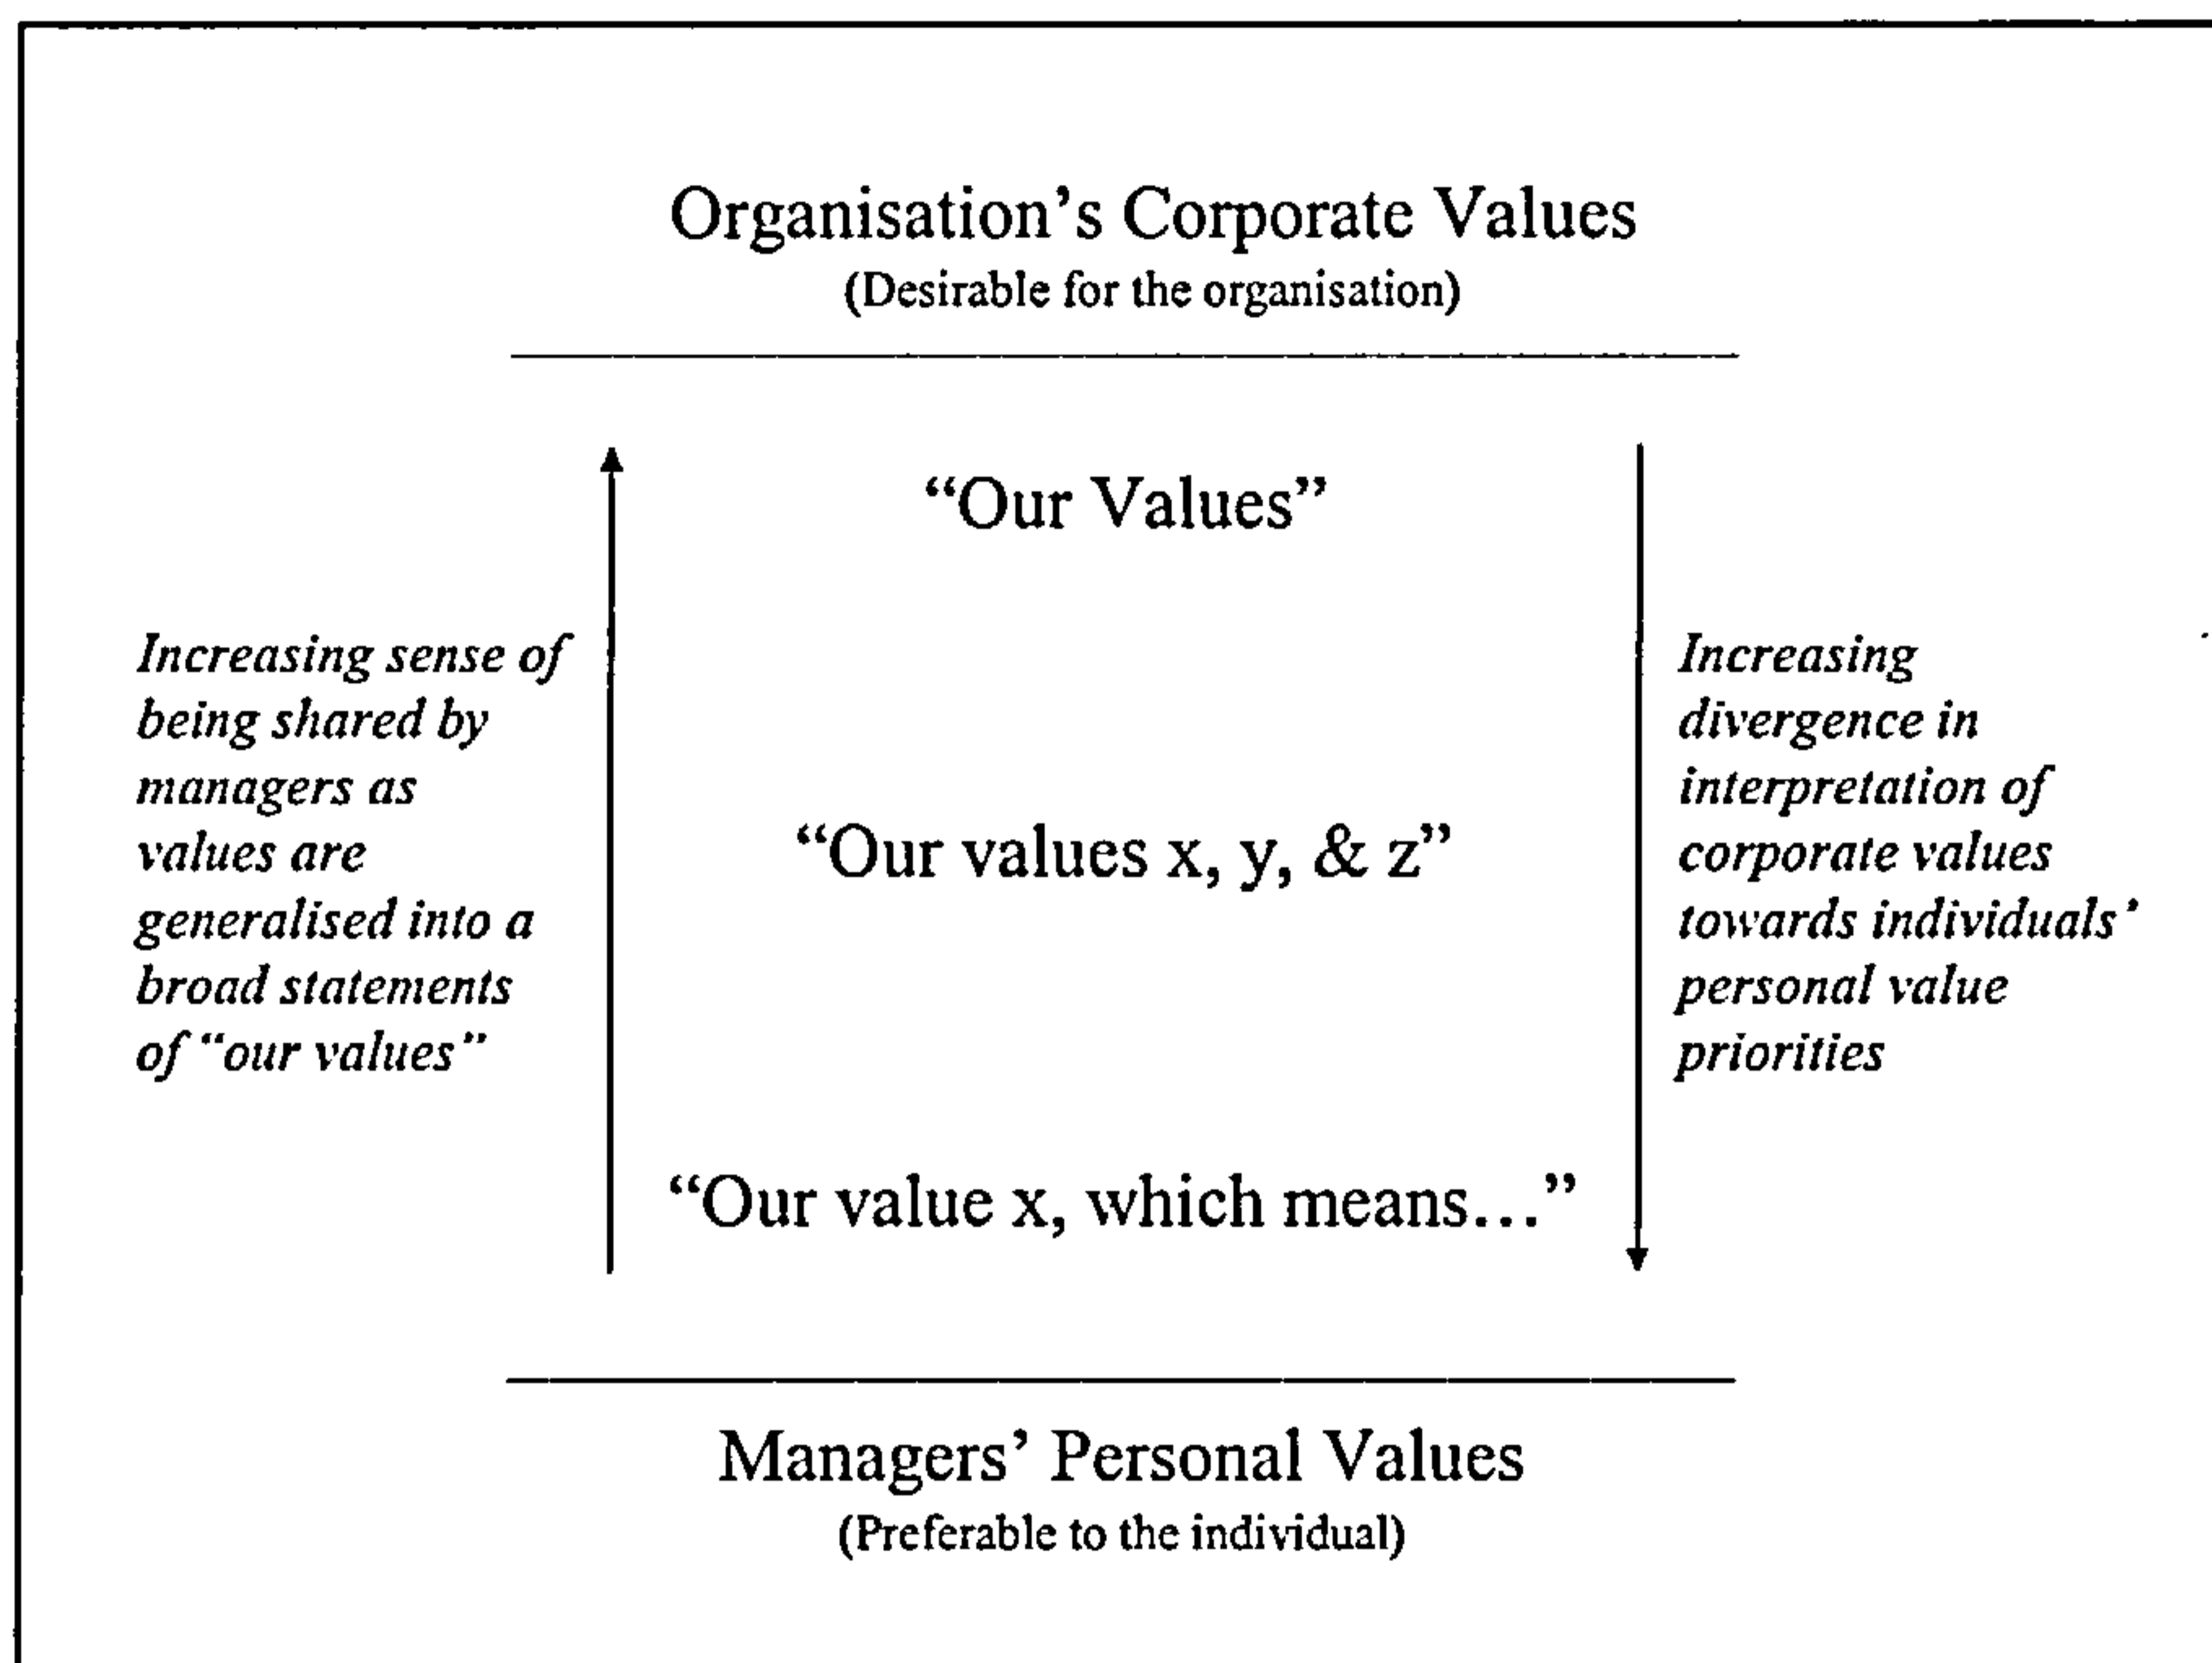 Organisation’s Corporate Values
(Desirable for the organisation)
“Our Values”
Increasing sense of
being shared by
managers as
values are
generalised into a
broad statements
of “our values”
“Our values x, y, & z”
Increasing
divergence in
interpretation of
corporate values
towards individuals’
personal value
priorities
“Our value x, which means…”
Managers’ Personal Values
(Preferable to the individual)